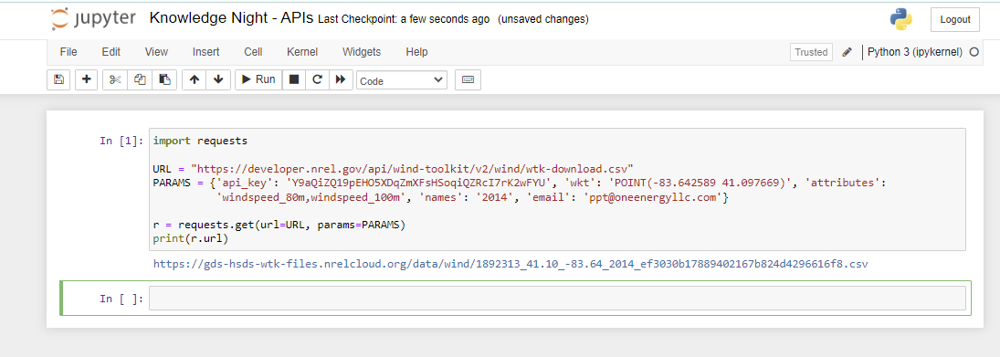 jupyter Knowledge Night - APIs Last Checkpoint: a few seconds ago (unsaved changes) Logout
File Edit View Insert Cell Kernel Widgets Help Trusted Python 3 (ipykernel)
Run Code
In [1]: import requests
URL = "https://developer.nrel.gov/api/wind-toolkit/v2/wind/wtk-download.csv"
PARAMS = {'api_key': 'Y9aQiZQ19pEHO5XDqZmXFsHSoqiQZRcI7rK2wFYU', 'wkt': 'POINT(-83.642589 41.097669)', 'attributes':
'windspeed_80m,windspeed_100m', 'names': '2014', 'email': 'ppt@oneenergyllc.com'}
r = requests.get(url=URL, params=PARAMS)
print(r.url)
https://gds-hsds-wtk-files.nrelcloud.org/data/wind/1892313_41.10_-83.64_2014_ef3030b17889402167b824d4296616f8.csv
In [ ]: